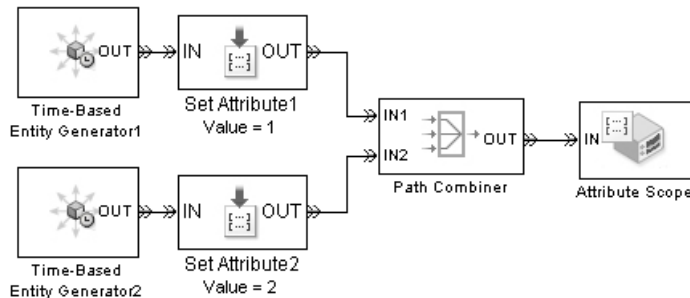 OUT
IN
OUT
Time-Based
Entity Generator1
Set Attribute1
Value = 1
IN1
IN2
OUT
Path Combiner
IN
Attribute Scope
OUT
IN
OUT
Time-Based
Entity Generator2
Set Attribute2
Value = 2